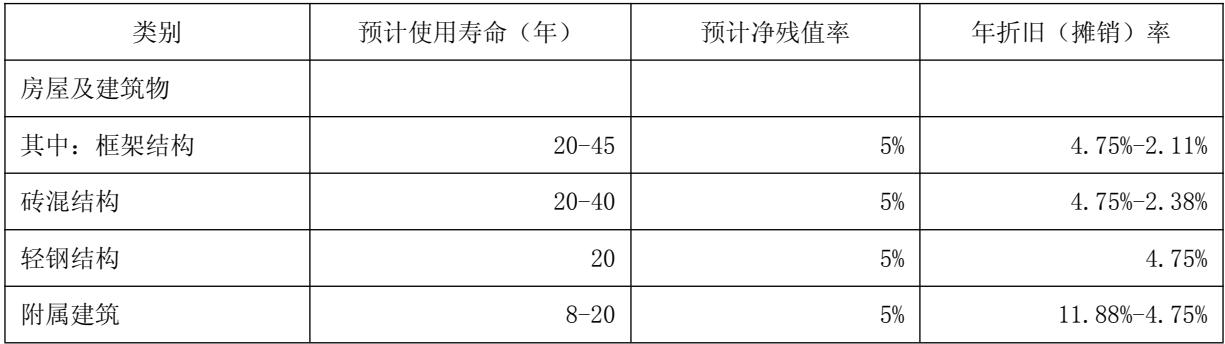 类别 预计使用寿命（年） 预计净残值率 年折旧（摊销）率
房屋及建筑物
其中：框架结构 20-45 5% 4.75%-2.11%
砖混结构 20-40 5% 4.75%-2.38%
轻钢结构 20 5% 4.75%
附属建筑 8-20 5% 11.88%-4.75%